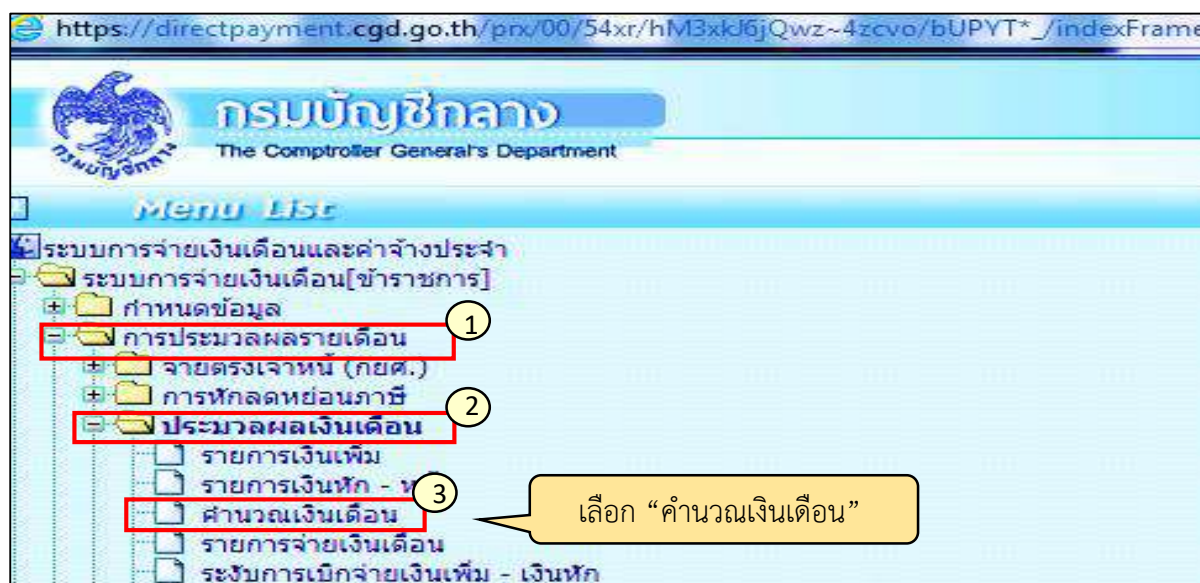 https://directpayment.cgd.go.th/prx/00/54xr/hM3xkJ6jQwz~4zcvo/bUPYT*_/indexFrame
กรมบัญชีกลาง
The Comptroller General's Department
กรมบัญชีกลาง
Menu List
ระบบการจ่ายเงินเดือนและค่าจ้างประจำ
ระบบการจ่ายเงินเดือน[ข้าราชการ]
กำหนดข้อมูล
1
การประมวลผลรายเดือน
จ่ายตรงเจ้าหนี้ (กยศ.)
การหักลดหย่อนภาษี
2
ประมวลผลเงินเดือน
รายการเงินเพิ่ม
รายการเงินหัก -
3
คำนวณเงินเดือน
เลือก “คำนวณเงินเดือน”
รายการจ่ายเงินเดือน
ระงับการเบิกจ่ายเงินเพิ่ม - เงินหัก